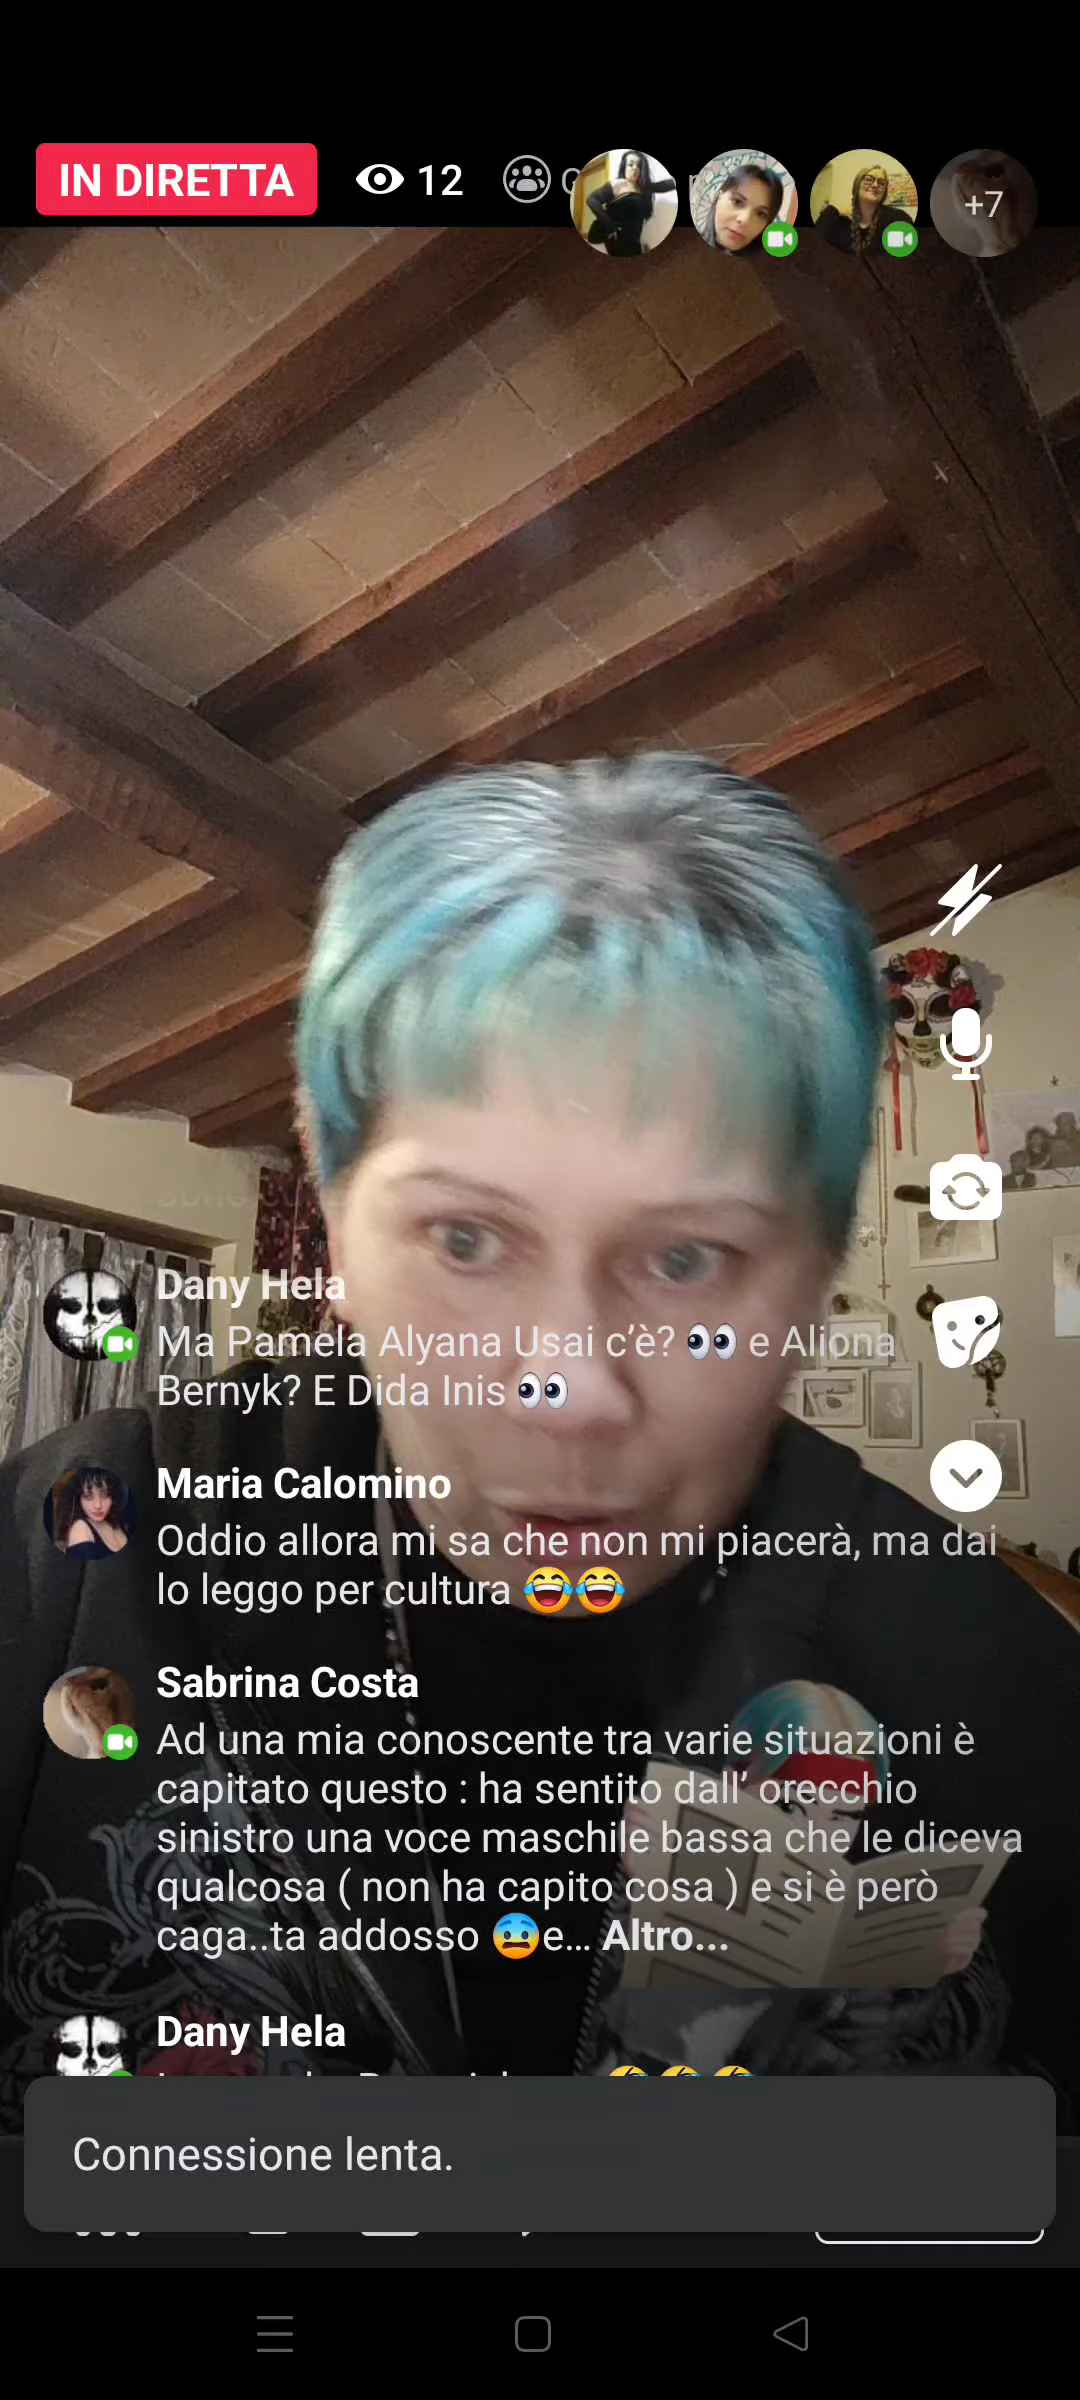 IN DIRETTA
12
+7
Dany Hela
Ma Pamela Alyana Usai c’è? 👀 e Aliona
Bernyk? E Dida Inis 👀
Maria Calomino
Oddio allora mi sa che non mi piacerà, ma dai
lo leggo per cultura 😂😂
Sabrina Costa
Ad una mia conoscente tra varie situazioni è
capitato questo : ha sentito dall’ orecchio
sinistro una voce maschile bassa che le diceva
qualcosa ( non ha capito cosa ) e si è però
caga..ta addosso 😨e… Altro...
Dany Hela
Connessione lenta.